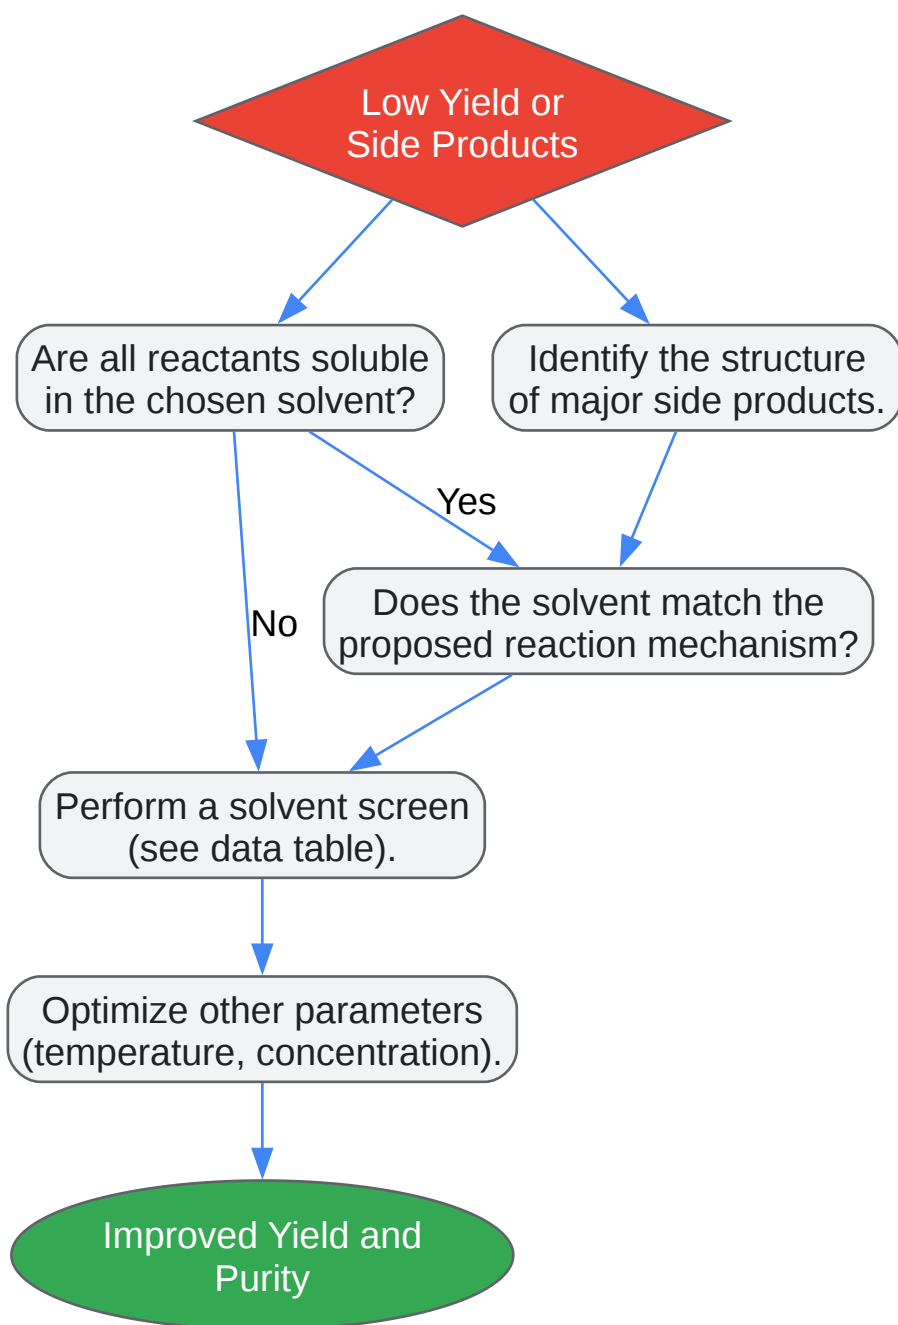 Low Yield or
Side Products
Are all reactants soluble
in the chosen solvent?
Identify the structure
of major side products.
Yes
No
Does the solvent match the
proposed reaction mechanism?
Perform a solvent screen
(see data table).
Optimize other parameters
(temperature, concentration).
Improved Yield and
Purity